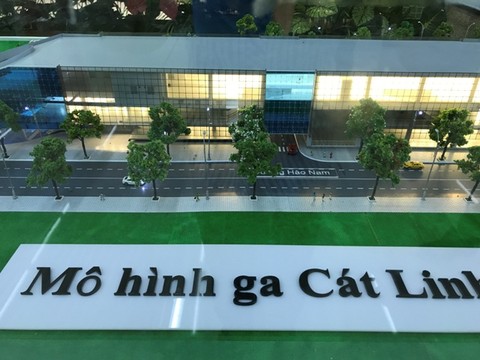 Hào Nam
Mô hình ga Cát Linh